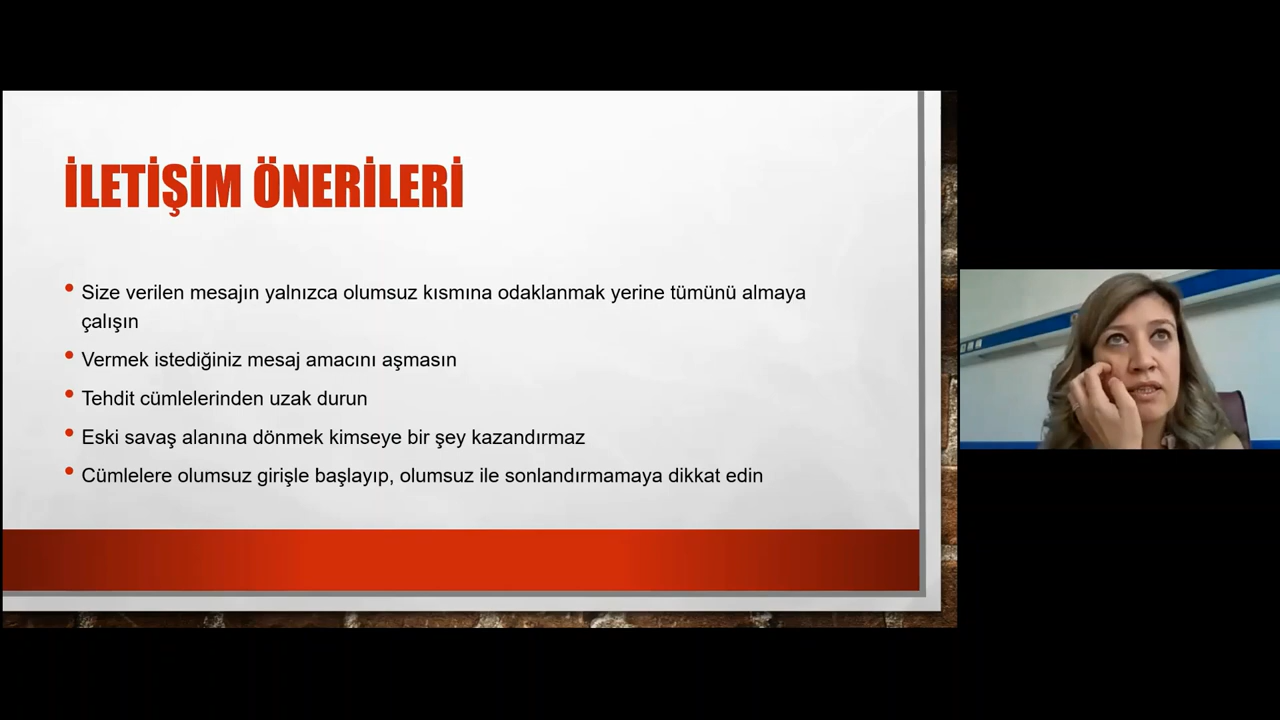 İLETİŞİM ÖNERİLERİ
Size verilen mesajın yalnızca olumsuz kısmına odaklanmak yerine tümünü almaya
çalışın
Vermek istediğiniz mesaj amacını aşmasın
Tehdit cümlelerinden uzak durun
Eski savaş alanına dönmek kimseye bir şey kazandırmaz
Cümlelere olumsuz girişle başlayıp, olumsuz ile sonlandırmamaya dikkat edin